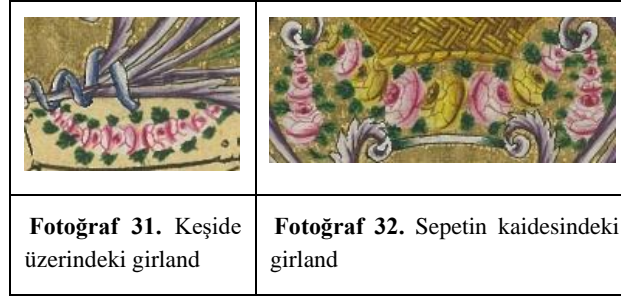 Fotoğraf 31. Keşide
üzerindeki girland
Fotoğraf 32. Sepetin kaidesindeki
girland